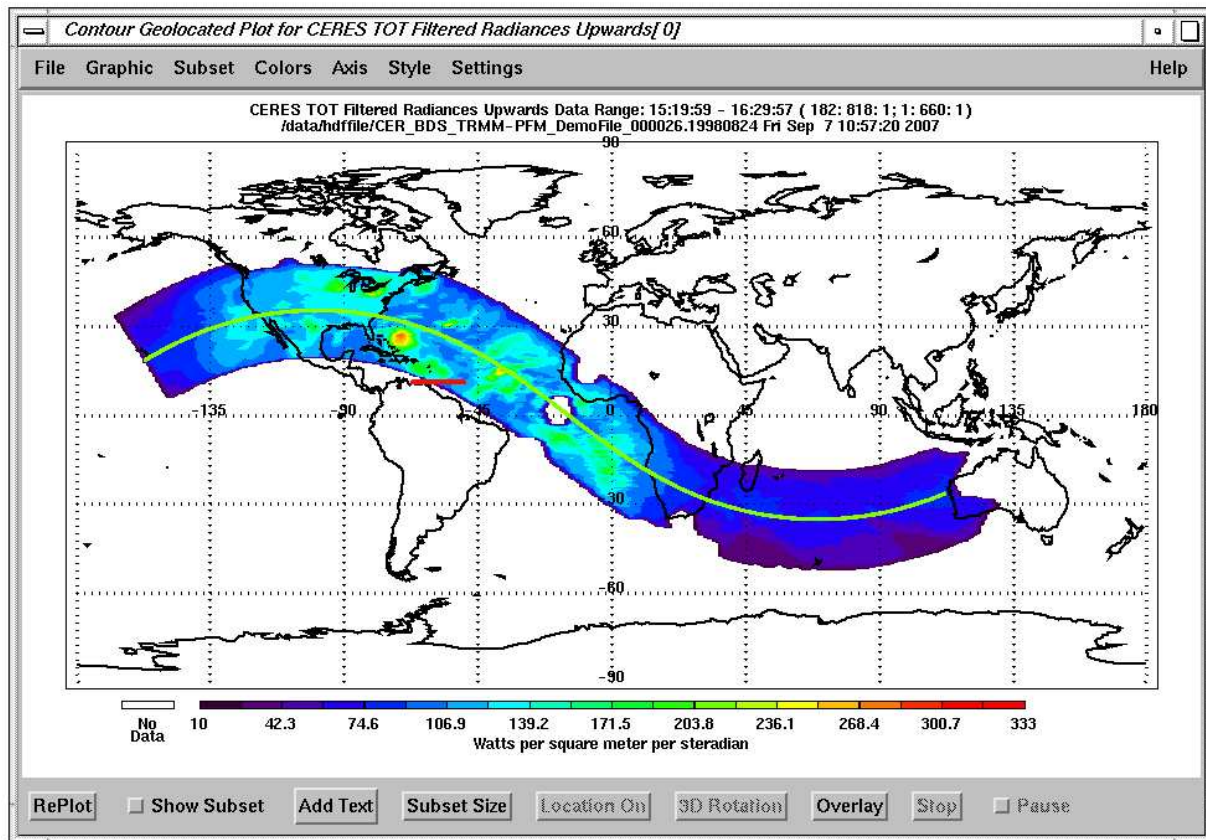 Contour Geolocated Plot for CERES TOT Filtered Radiances Upwards[ 0]
File Graphic Subset Colors Axis Style Settings Help
CERES TOT Filtered Radiances Upwards Data Range: 15:19:59 - 16:29:57 ( 182: 818: 1; 1: 660: 1 )
/data/hdffile/CER_BDS_TRMM-PFM_DemoFile_000026.19980824 Fri Sep 7 10:57:20 2007
90
60
30
-135 -90 -45 0 45 90 135 180
-30
-60
-90
No Data
10 42.3 74.6 106.9 139.2 171.5 203.8 236.1 268.4 300.7 333
Watts per square meter per steradian
RePlot Show Subset Add Text Subset Size Location On 3D Rotation Overlay Stop Pause